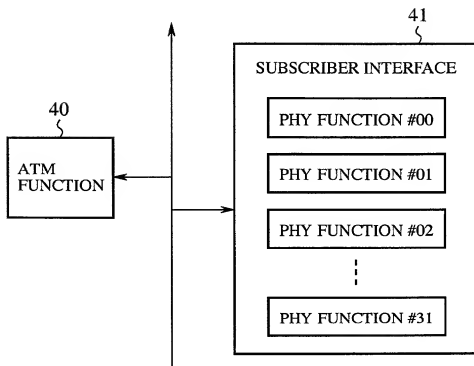 41
SUBSCRIBER INTERFACE
PHY FUNCTION #00
40
ATM
FUNCTION
PHY FUNCTION #01
PHY FUNCTION #02
PHY FUNCTION #31